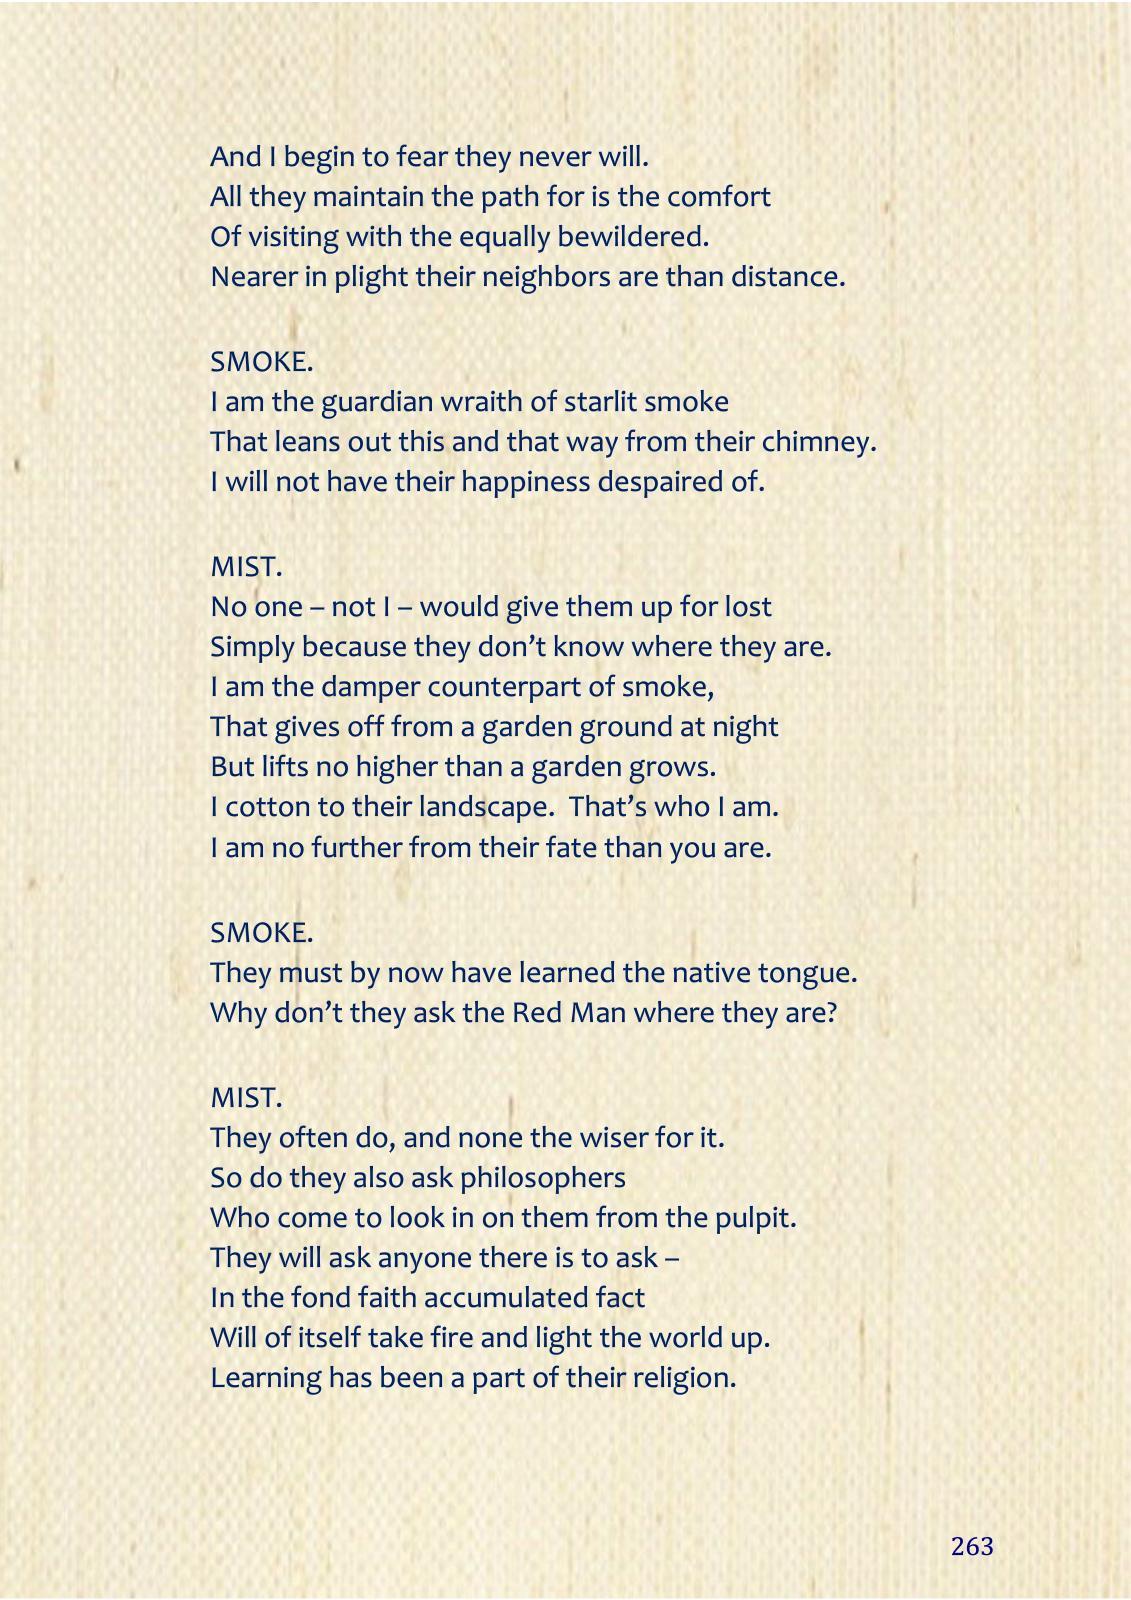 And I begin to fear they never will.
All they maintain the path for is the comfort
Of visiting with the equally bewildered.
Nearer in plight their neighbors are than distance.
SMOKE.
I am the guardian wraith of starlit smoke
That leans out this and that way from their chimney.
I will not have their happiness despaired of.
MIST.
No one – not I – would give them up for lost
Simply because they don’t know where they are.
I am the damper counterpart of smoke,
That gives off from a garden ground at night
But lifts no higher than a garden grows.
I cotton to their landscape.  That’s who I am.
I am no further from their fate than you are.
SMOKE.
They must by now have learned the native tongue.
Why don’t they ask the Red Man where they are?
MIST.
They often do, and none the wiser for it.
So do they also ask philosophers
Who come to look in on them from the pulpit.
They will ask anyone there is to ask –
In the fond faith accumulated fact
Will of itself take fire and light the world up.
Learning has been a part of their religion.
263